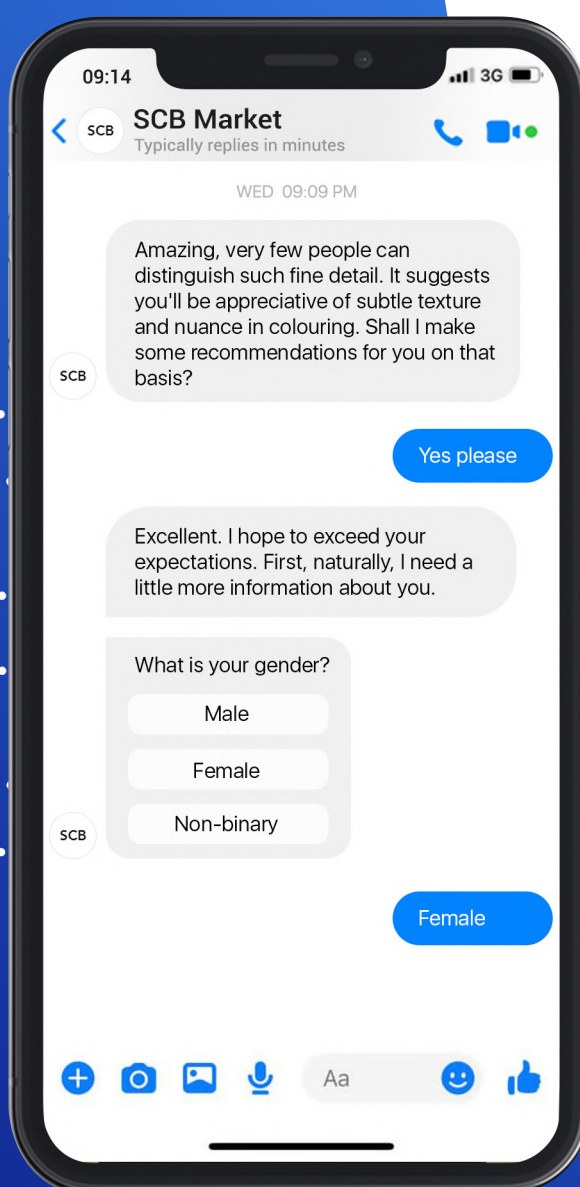 09:14
3G
SCB
SCB Market
Typically replies in minutes
WED 09:09 PM
Amazing, very few people can
distinguish such fine detail. It suggests
you'll be appreciative of subtle texture
and nuance in colouring. Shall I make
some recommendations for you on that
basis?
SCB
Yes please
Excellent. I hope to exceed your
expectations. First, naturally, I need a
little more information about you.
What is your gender?
Male
Female
Non-binary
SCB
Female
Aa